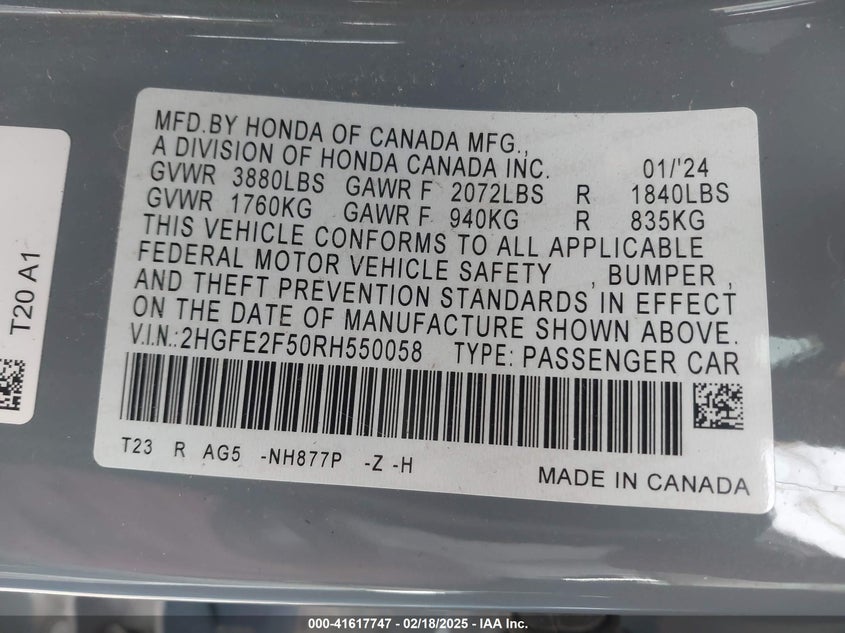 MFD.BY HONDA OF CANADA MFG.,
A DIVISION OF HONDA CANADA INC. 01/'24
GVWR 3880LBS GAWR F 2072LBS R 1840LBS
GVWR 1760KG GAWR F 940KG R 835KG
THIS VEHICLE CONFORMS TO ALL APPLICABLE
FEDERAL MOTOR VEHICLE SAFETY , BUMPER ,
AND THEFT PREVENTION STANDARDS IN EFFECT
ON THE DATE OF MANUFACTURE SHOWN ABOVE.
V.I.N.: 2HGFE2F50RH550058 TYPE: PASSENGER CAR
T23 R AG5 -NH877P -Z -H
MADE IN CANADA
T20 A1
000-41617747 - 02/18/2025 - IAA Inc.